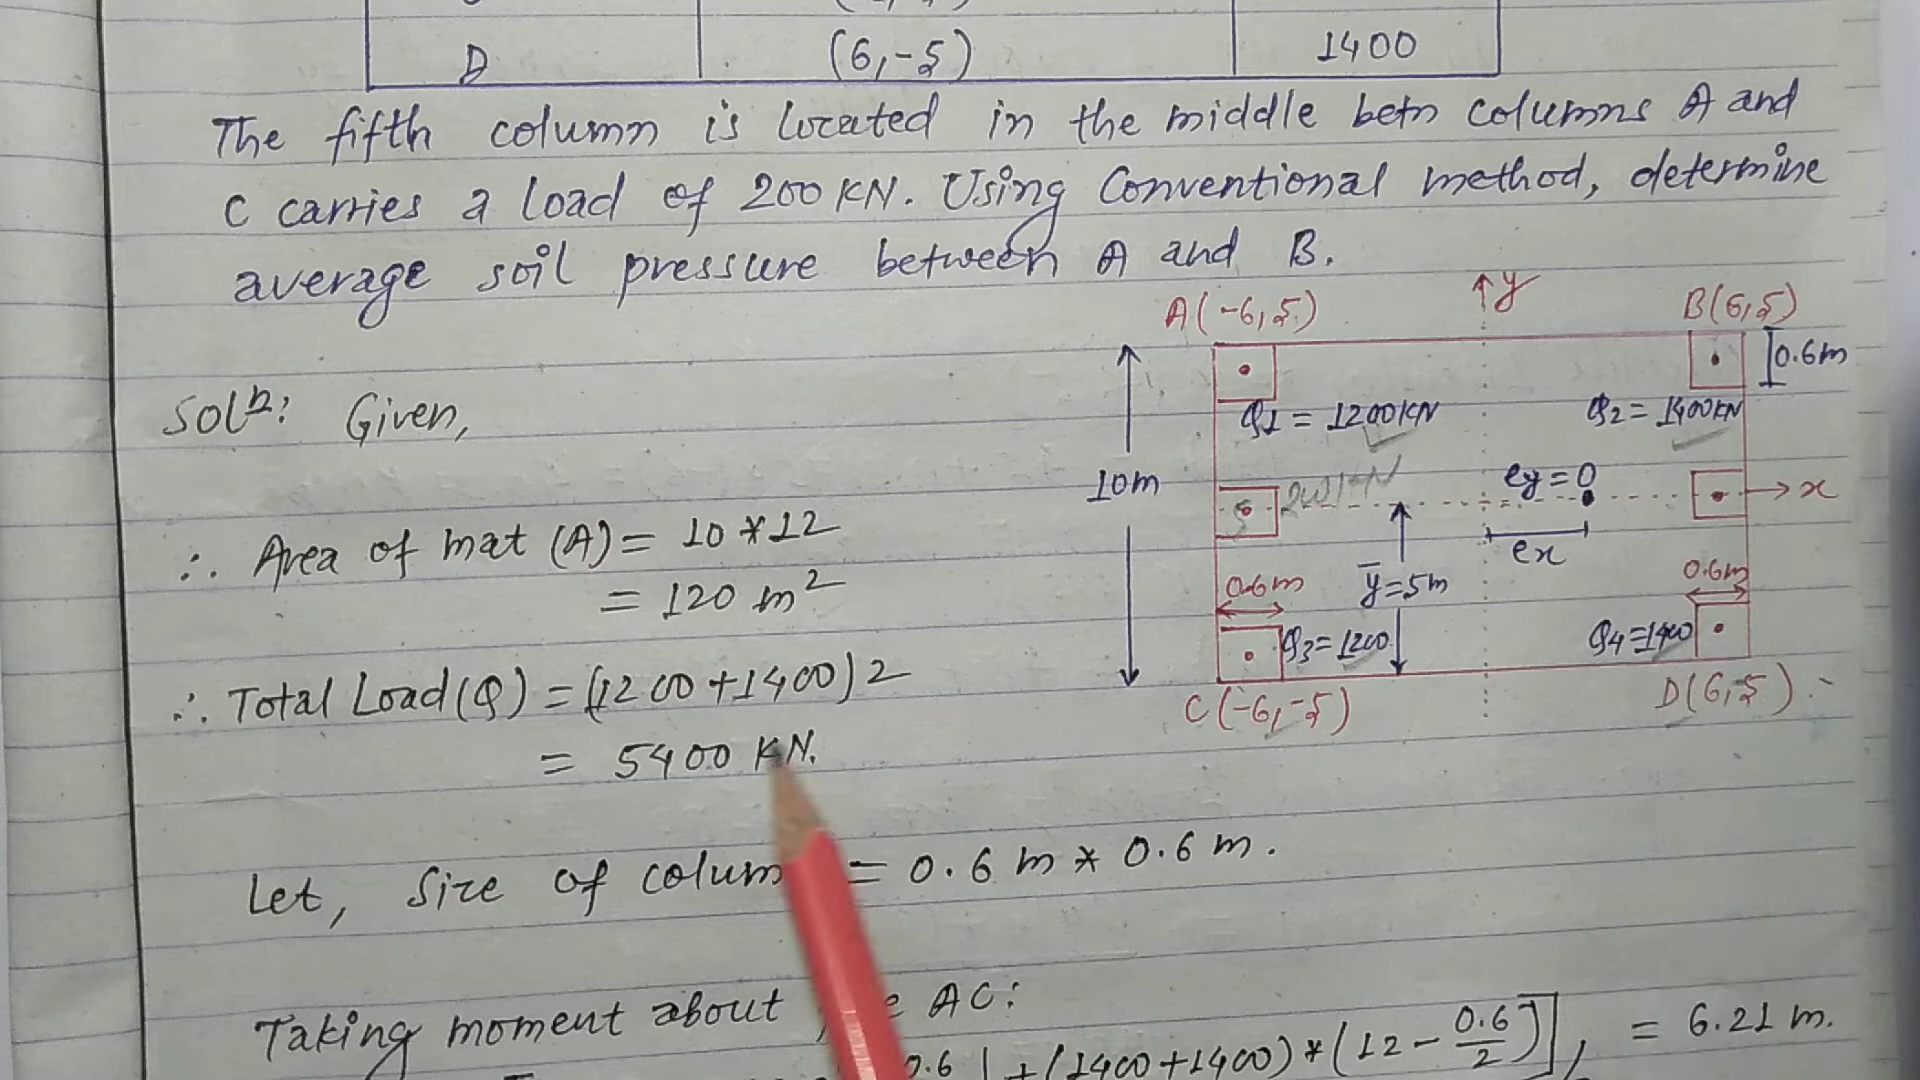 D (6,-5) 1400
The fifth column is located in the middle betn columns A and
C carries a load of 200 KN. Using Conventional method, determine
average soil pressure between A and B.
A(-6,5) y B(6,5)
0.6m
Soln: Given,
Q1 = 1200KN Q2 = 1400KN
10m ey=0 x
5 200KN
∴ Area of mat (A) = 10 * 12
= 120 m2
ex
0.6m y̅=5m 0.6m
Q3=1200 Q4=1400
∴ Total Load (Q) = (1200+1400) 2
C(-6,-5) D(6,-5)
= 5400 KN.
Let, Size of colum = 0.6 m * 0.6 m.
Taking moment about AC:
0.6 + (1400+1400) * (12 - 0.6/2)], = 6.21 m.